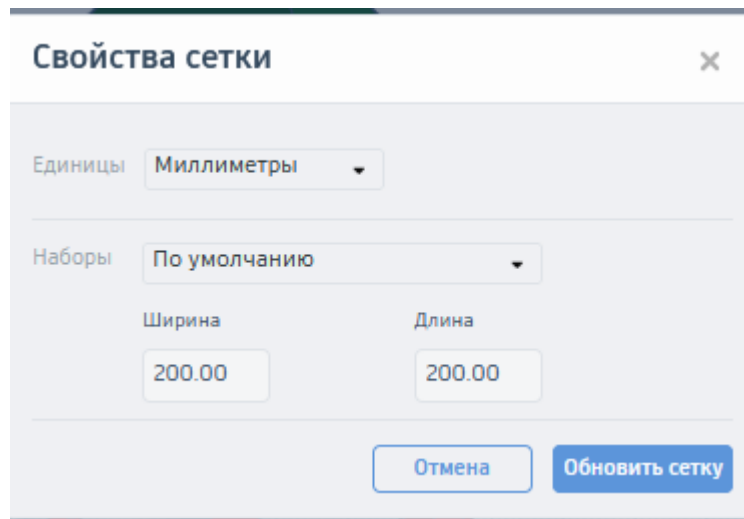 Свойства сетки
Единицы Миллиметры
Наборы По умолчанию
Ширина Длина
200.00 200.00
Отмена Обновить сетку